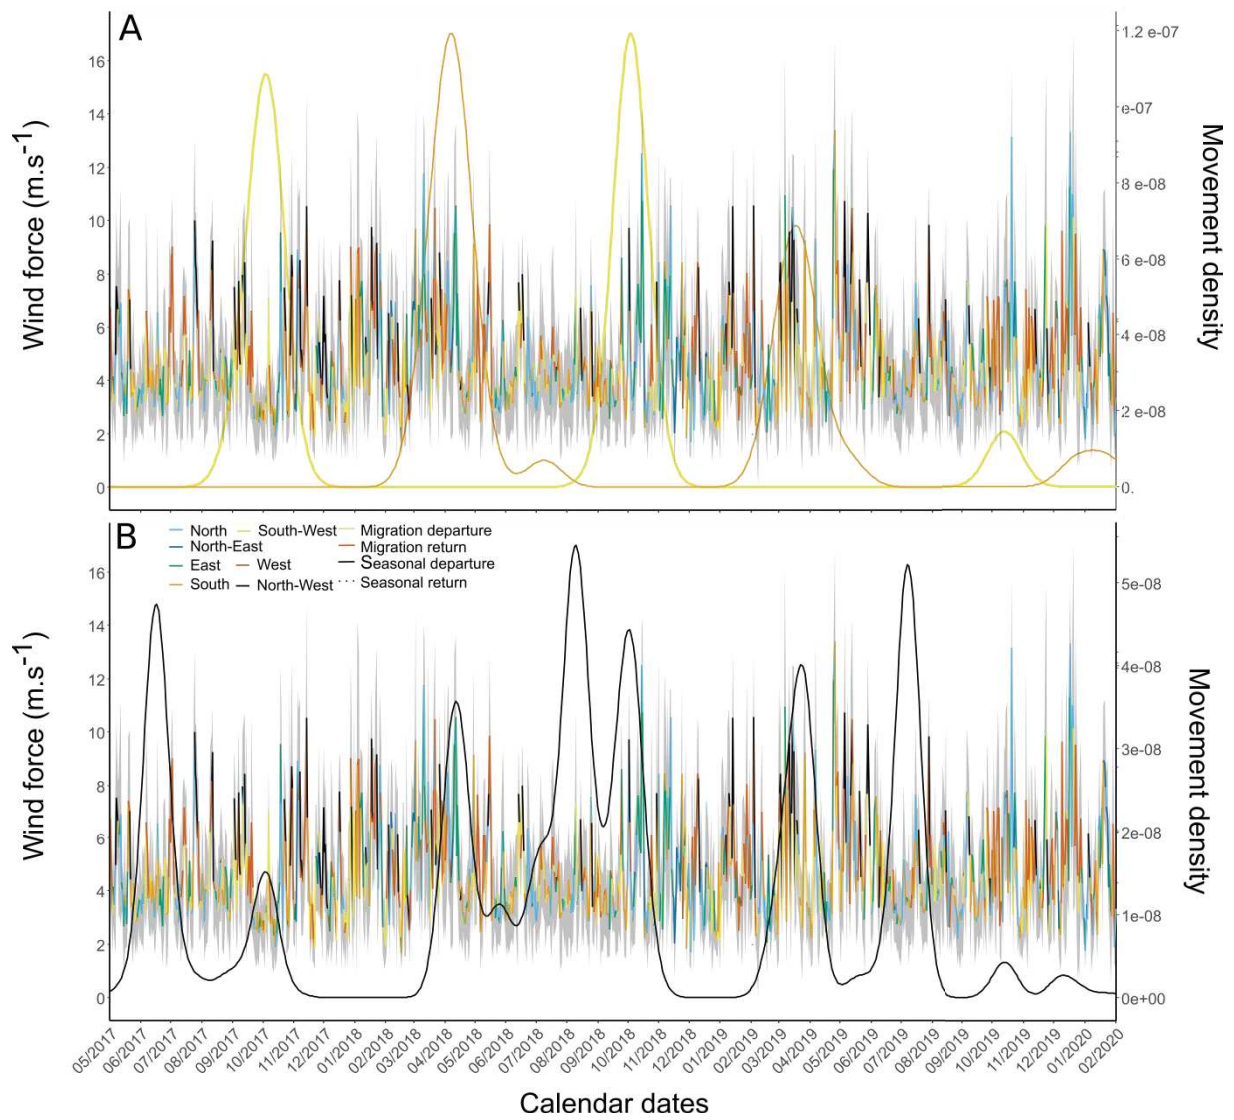 A
Wind force (m.s-1)
16
14
12
10
8
6
4
2
0
1.2 e-07
e-07
8 e-08
6 e-08
4 e-08
2 e-08
0.
Movement density
B
North South-West Migration departure
North-East Migration return
East West Seasonal departure
South North-West Seasonal return
Wind force (m.s-1)
16
14
12
10
8
6
4
2
0
5e-08
4e-08
3e-08
2e-08
1e-08
0e+00
Movement density
05/2017 06/2017 07/2017 08/2017 09/2017 10/2017 11/2017 12/2017 01/2018 02/2018 03/2018 04/2018 05/2018 06/2018 07/2018 08/2018 09/2018 10/2018 11/2018 12/2018 01/2019 02/2019 03/2019 04/2019 05/2019 06/2019 07/2019 08/2019 09/2019 10/2019 11/2019 12/2019 01/2020 02/2020
Calendar dates